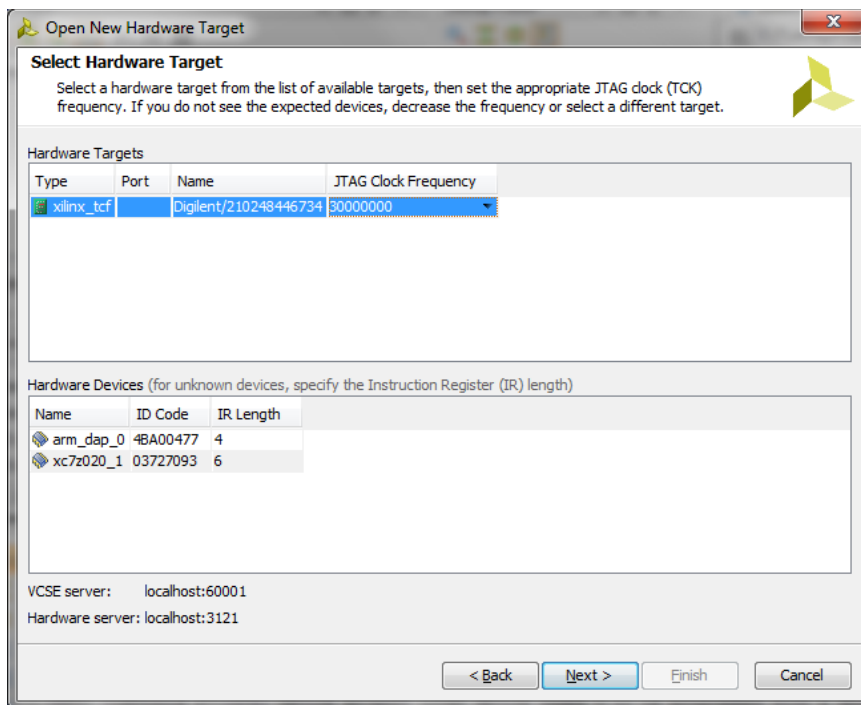 Open New Hardware Target
Select Hardware Target
Select a hardware target from the list of available targets, then set the appropriate JTAG clock (TCK)
frequency. If you do not see the expected devices, decrease the frequency or select a different target.
Hardware Targets
Type Port Name JTAG Clock Frequency
xilinx_tcf Digilent/210248446734 30000000
Hardware Devices (for unknown devices, specify the Instruction Register (IR) length)
Name ID Code IR Length
arm_dap_0 4BA00477 4
xc7z020_1 03727093 6
VCSE server: localhost:60001
Hardware server: localhost:3121
< Back Next > Finish Cancel